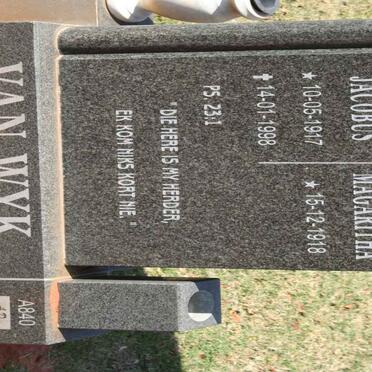 JACOBUS MAGARITHA
★ 10-05-1917 ★ 15-12-1918
✝ 14-01-1998
PS. 23:1
"DIE HERE IS MY HERDER,
EK KOM NIKS KORT NIE."
VAN WYK
A840